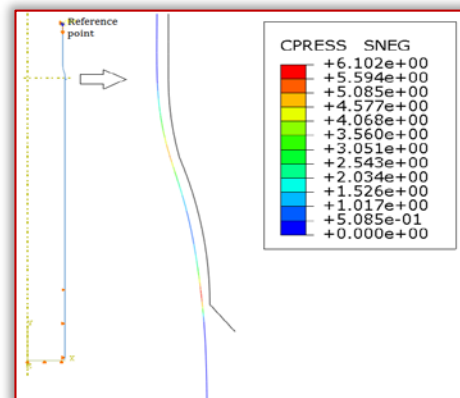 Reference
point
CPRESS SNEG
+6.102e+00
+5.594e+00
+5.085e+00
+4.577e+00
+4.068e+00
+3.560e+00
+3.051e+00
+2.543e+00
+2.034e+00
+1.526e+00
+1.017e+00
+5.085e-01
+0.000e+00